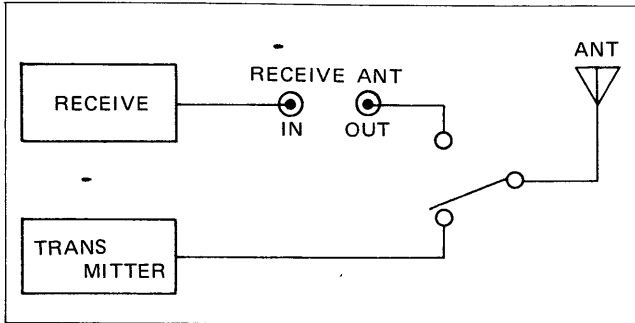 ANT
RECEIVE ANT
RECEIVE
IN OUT
TRANS
MITTER